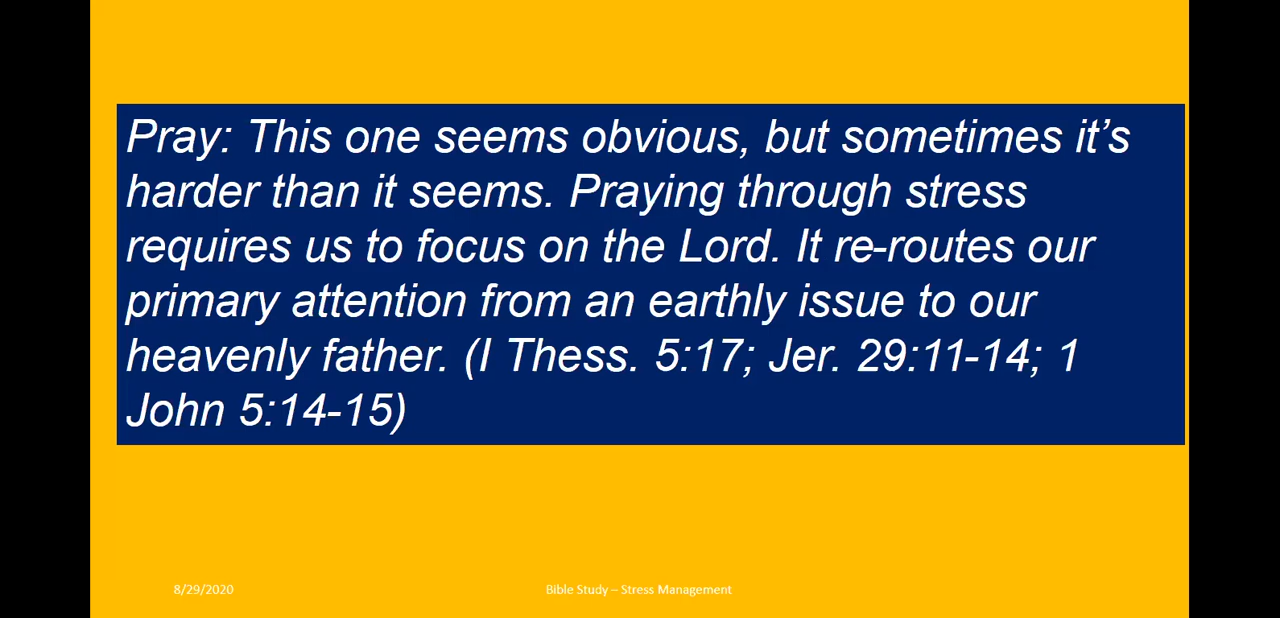 Pray: This one seems obvious, but sometimes it’s
harder than it seems. Praying through stress
requires us to focus on the Lord. It re-routes our
primary attention from an earthly issue to our
heavenly father. (I Thess. 5:17; Jer. 29:11-14; 1
John 5:14-15)
8/29/2020
Bible Study – Stress Management